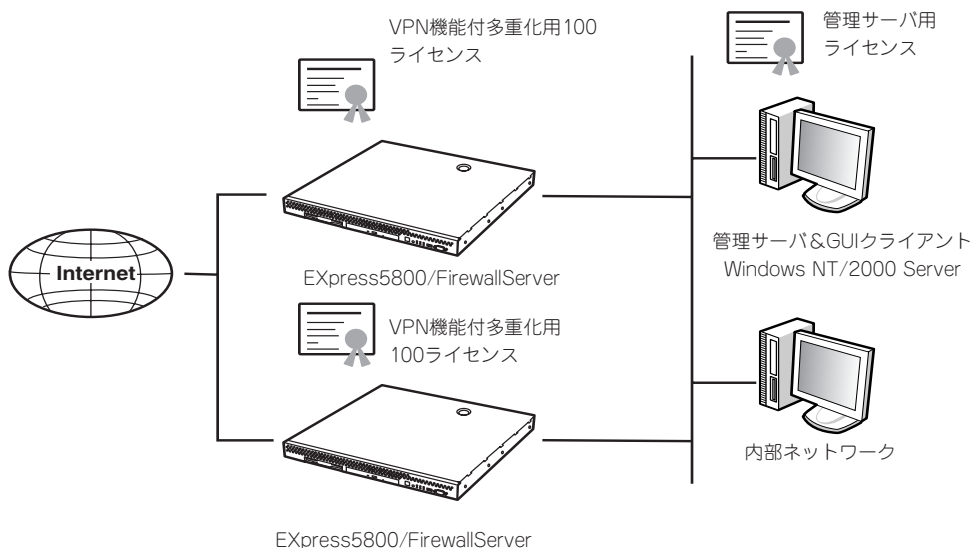 VPN機能付多重化用100
ライセンス
管理サーバ用
ライセンス
Internet
EXpress5800/FirewallServer
管理サーバ&GUIクライアント
Windows NT/2000 Server
VPN機能付多重化用
100ライセンス
内部ネットワーク
EXpress5800/FirewallServer